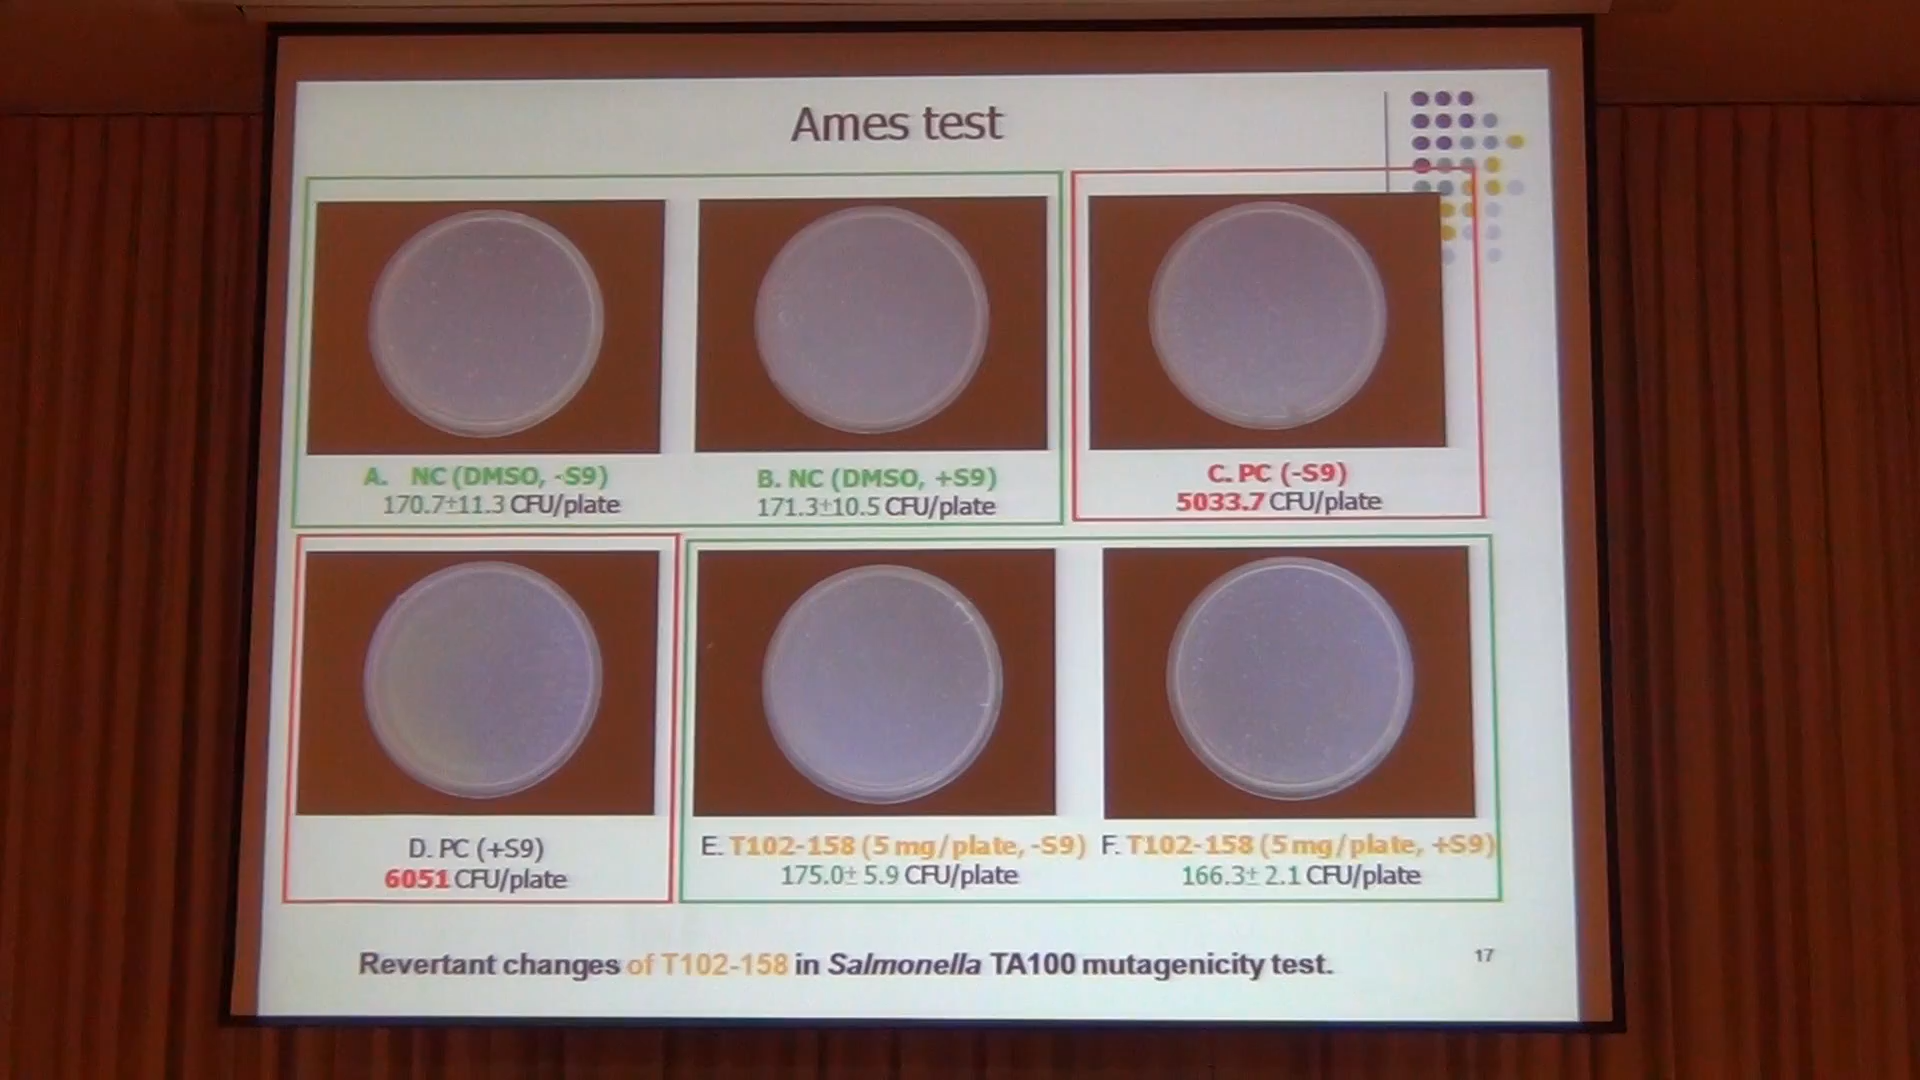 Ames test
A. NC (DMSO, -S9)
170.7±11.3 CFU/plate
B. NC (DMSO, +S9)
171.3±10.5 CFU/plate
C. PC (-S9)
5033.7 CFU/plate
D. PC (+S9)
6051 CFU/plate
E. T102-158 (5 mg/plate, -S9)
175.0± 5.9 CFU/plate
F. T102-158 (5 mg/plate, +S9)
166.3± 2.1 CFU/plate
Revertant changes of T102-158 in Salmonella TA100 mutagenicity test.
17